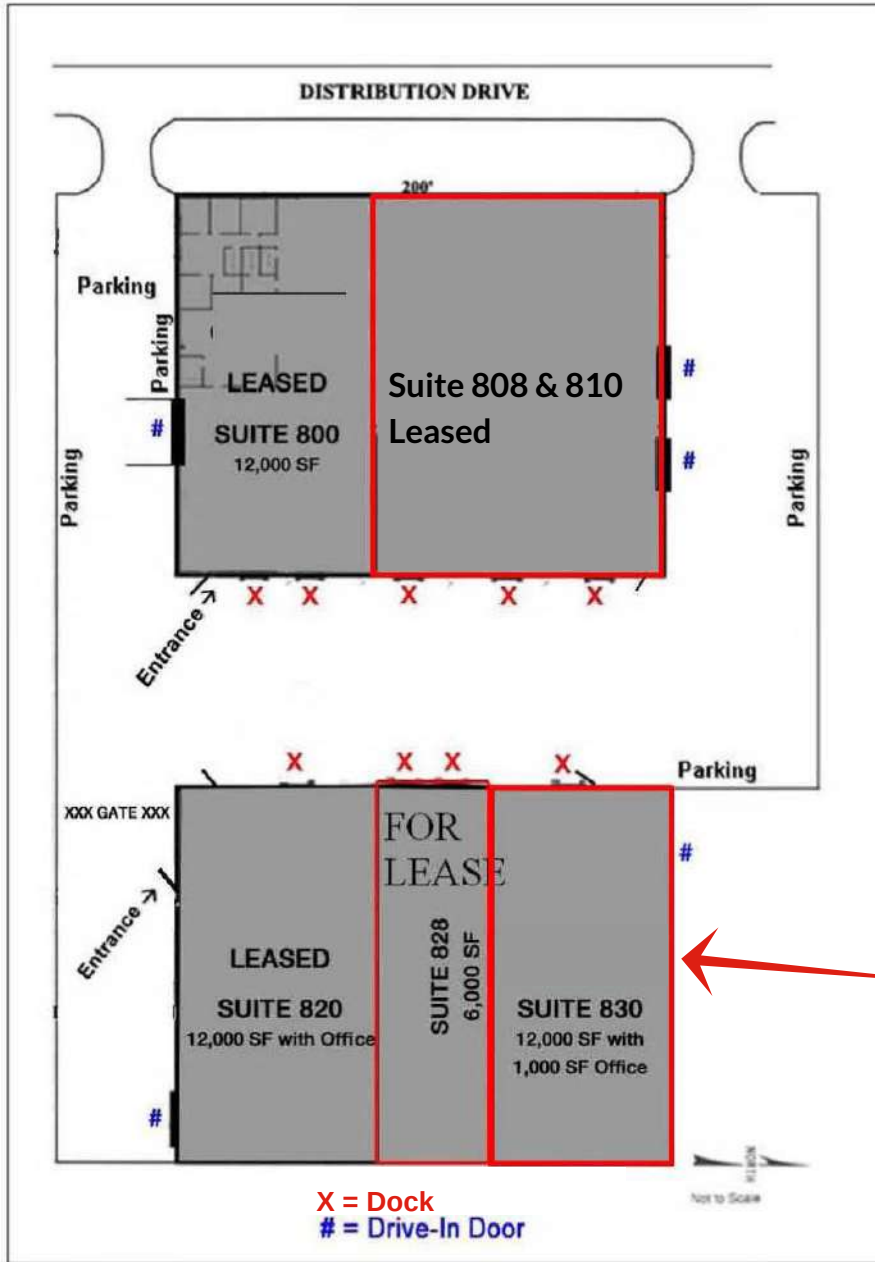 DISTRIBUTION DRIVE
200'
Parking
Parking
Parking
Parking
LEASED
SUITE 800
12,000 SF
Suite 808 & 810
Leased
#
#
#
X X X X X
Entrance
X X X X
Parking
XXX GATE XXX
Entrance
FOR
LEASE
SUITE 828
6,000 SF
#
LEASED
SUITE 820
12,000 SF with Office
SUITE 830
12,000 SF with
1,000 SF Office
#
NORTH
Not to Scale
X = Dock
# = Drive-In Door